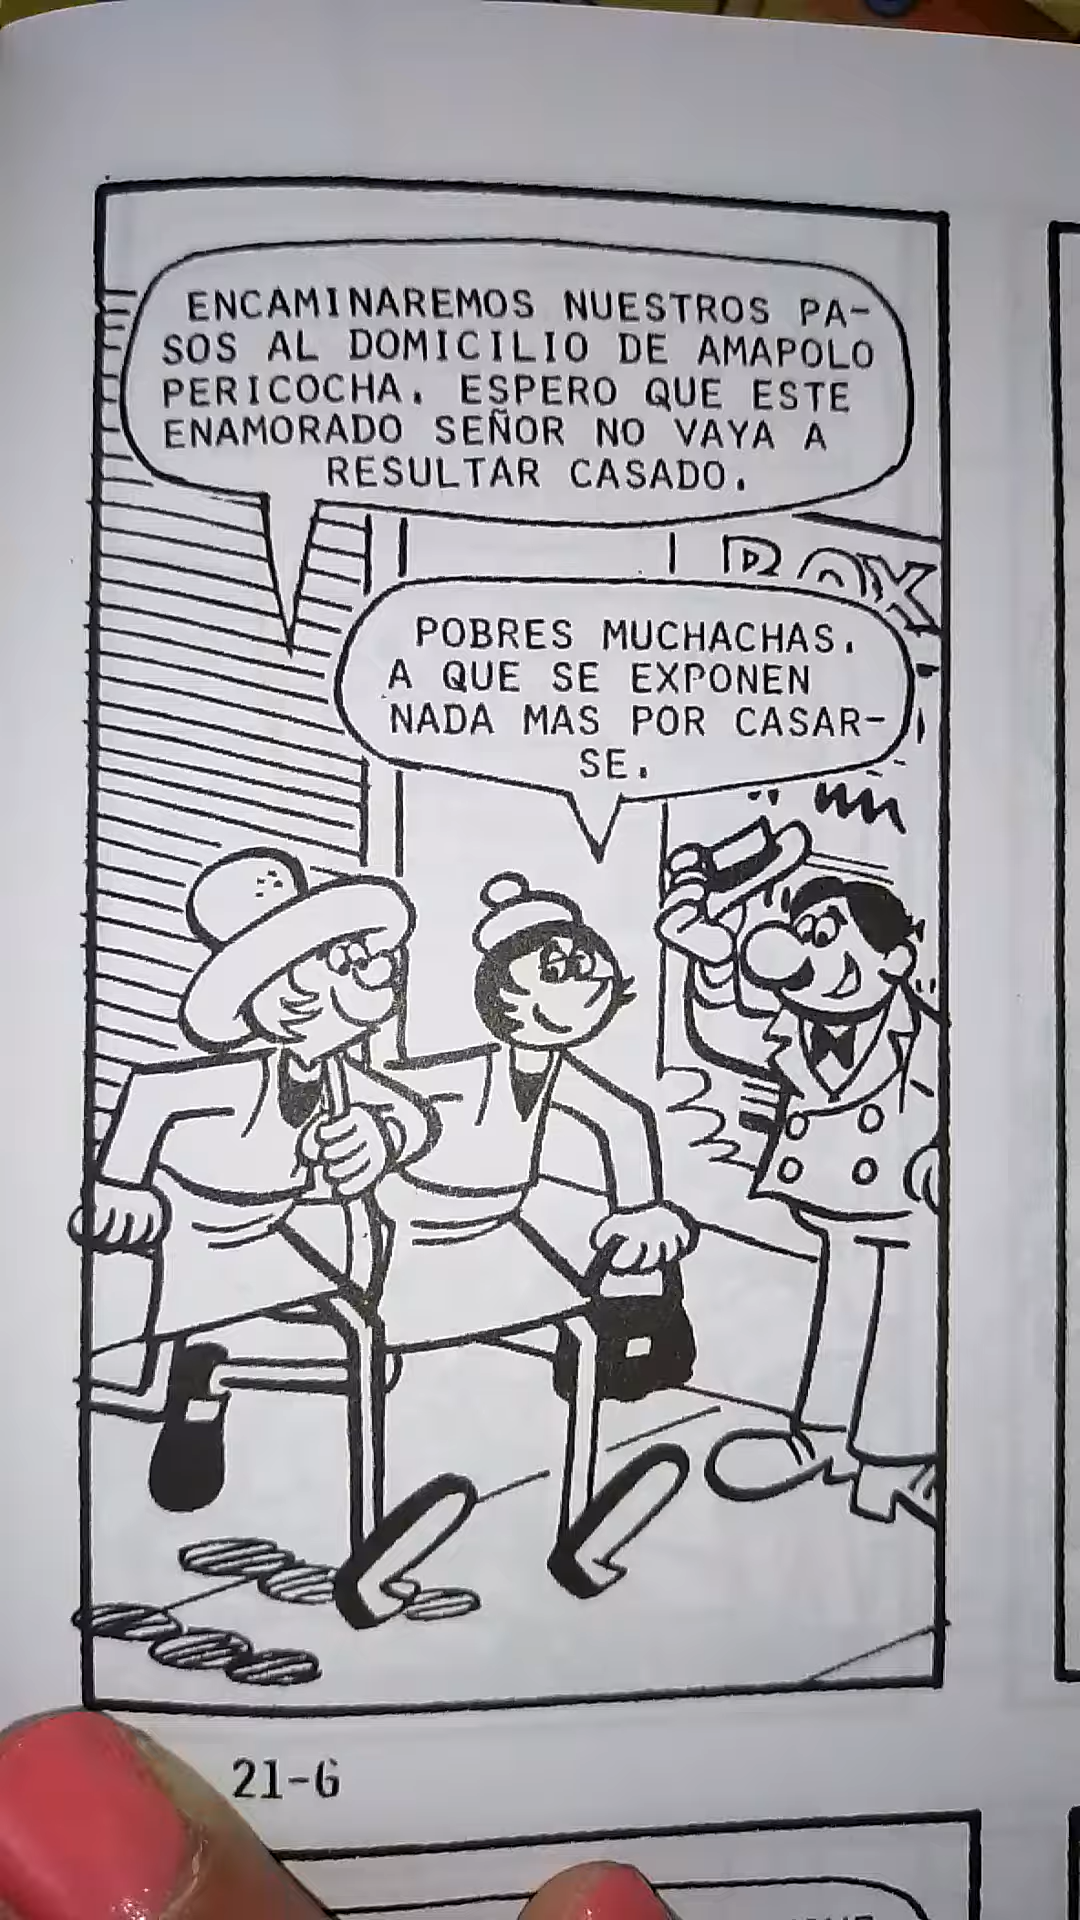 ENCAMINAREMOS NUESTROS PA-
SOS AL DOMICILIO DE AMAPOLO
PERICOCHA. ESPERO QUE ESTE
ENAMORADO SEÑOR NO VAYA A
RESULTAR CASADO.
POBRES MUCHACHAS.
A QUE SE EXPONEN
NADA MAS POR CASAR-
SE.
21-6